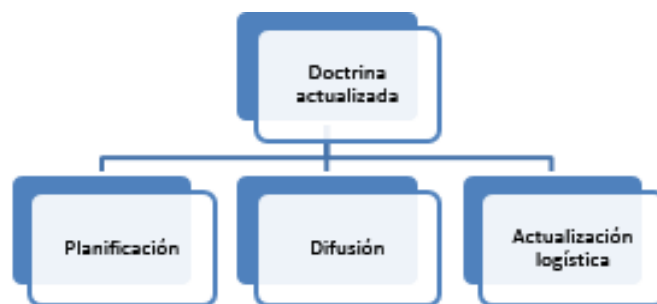 Doctrina
actualizada
Planificación
Difusión
Actualización
logística